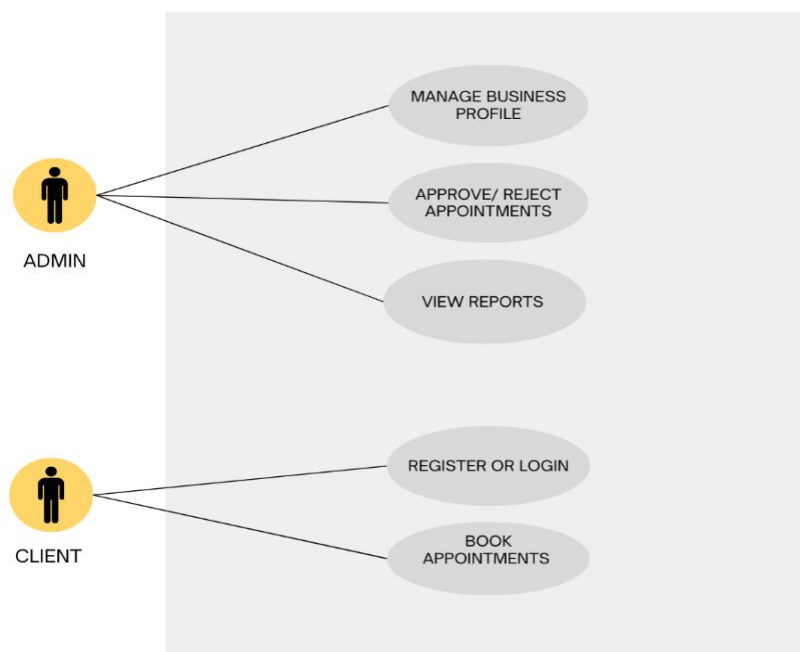 MANAGE BUSINESS
PROFILE
APPROVE/ REJECT
APPOINTMENTS
ADMIN
VIEW REPORTS
REGISTER OR LOGIN
BOOK
APPOINTMENTS
CLIENT